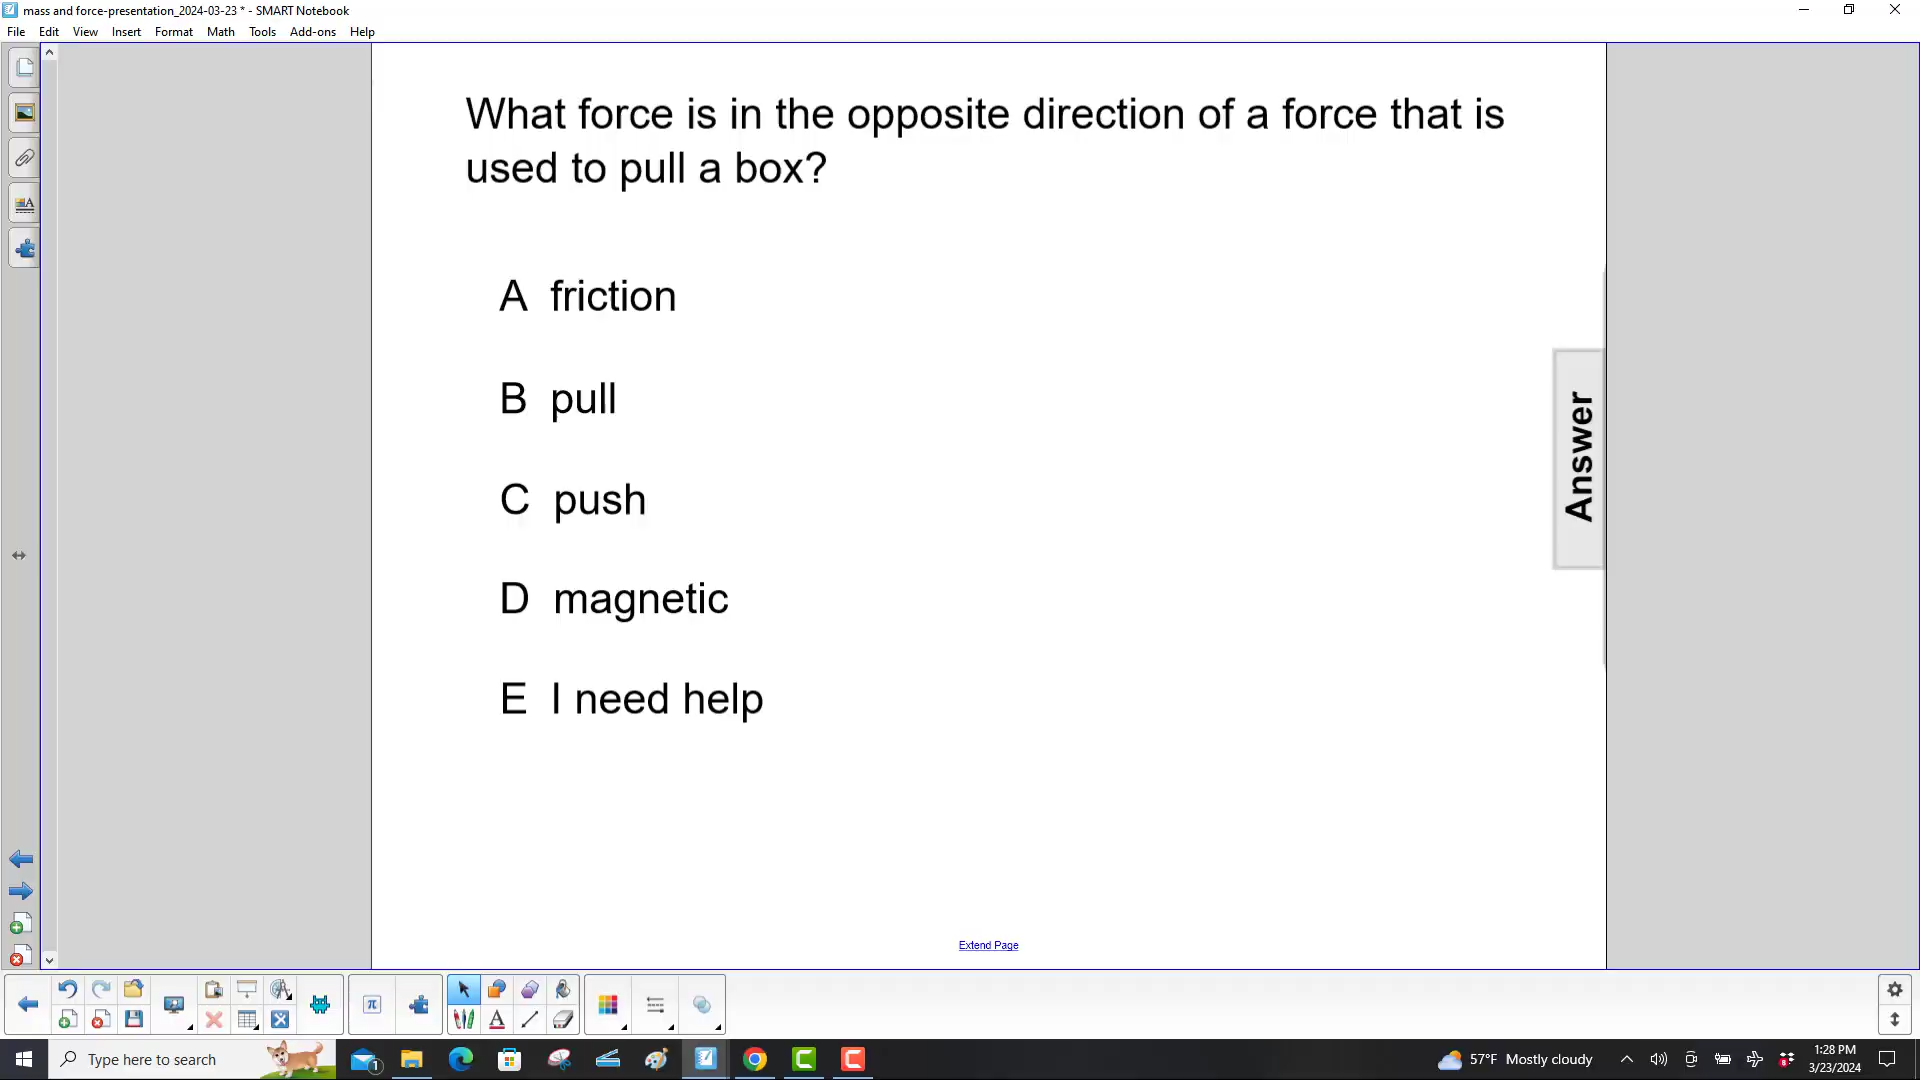 mass and force-presentation_2024-03-23 * - SMART Notebook
File Edit View Insert Format Math Tools Add-ons Help
What force is in the opposite direction of a force that is
used to pull a box?
A friction
B pull
C push
D magnetic
E I need help
Answer
Extend Page
π
A
Type here to search
1
57°F Mostly cloudy
1:28 PM
3/23/2024